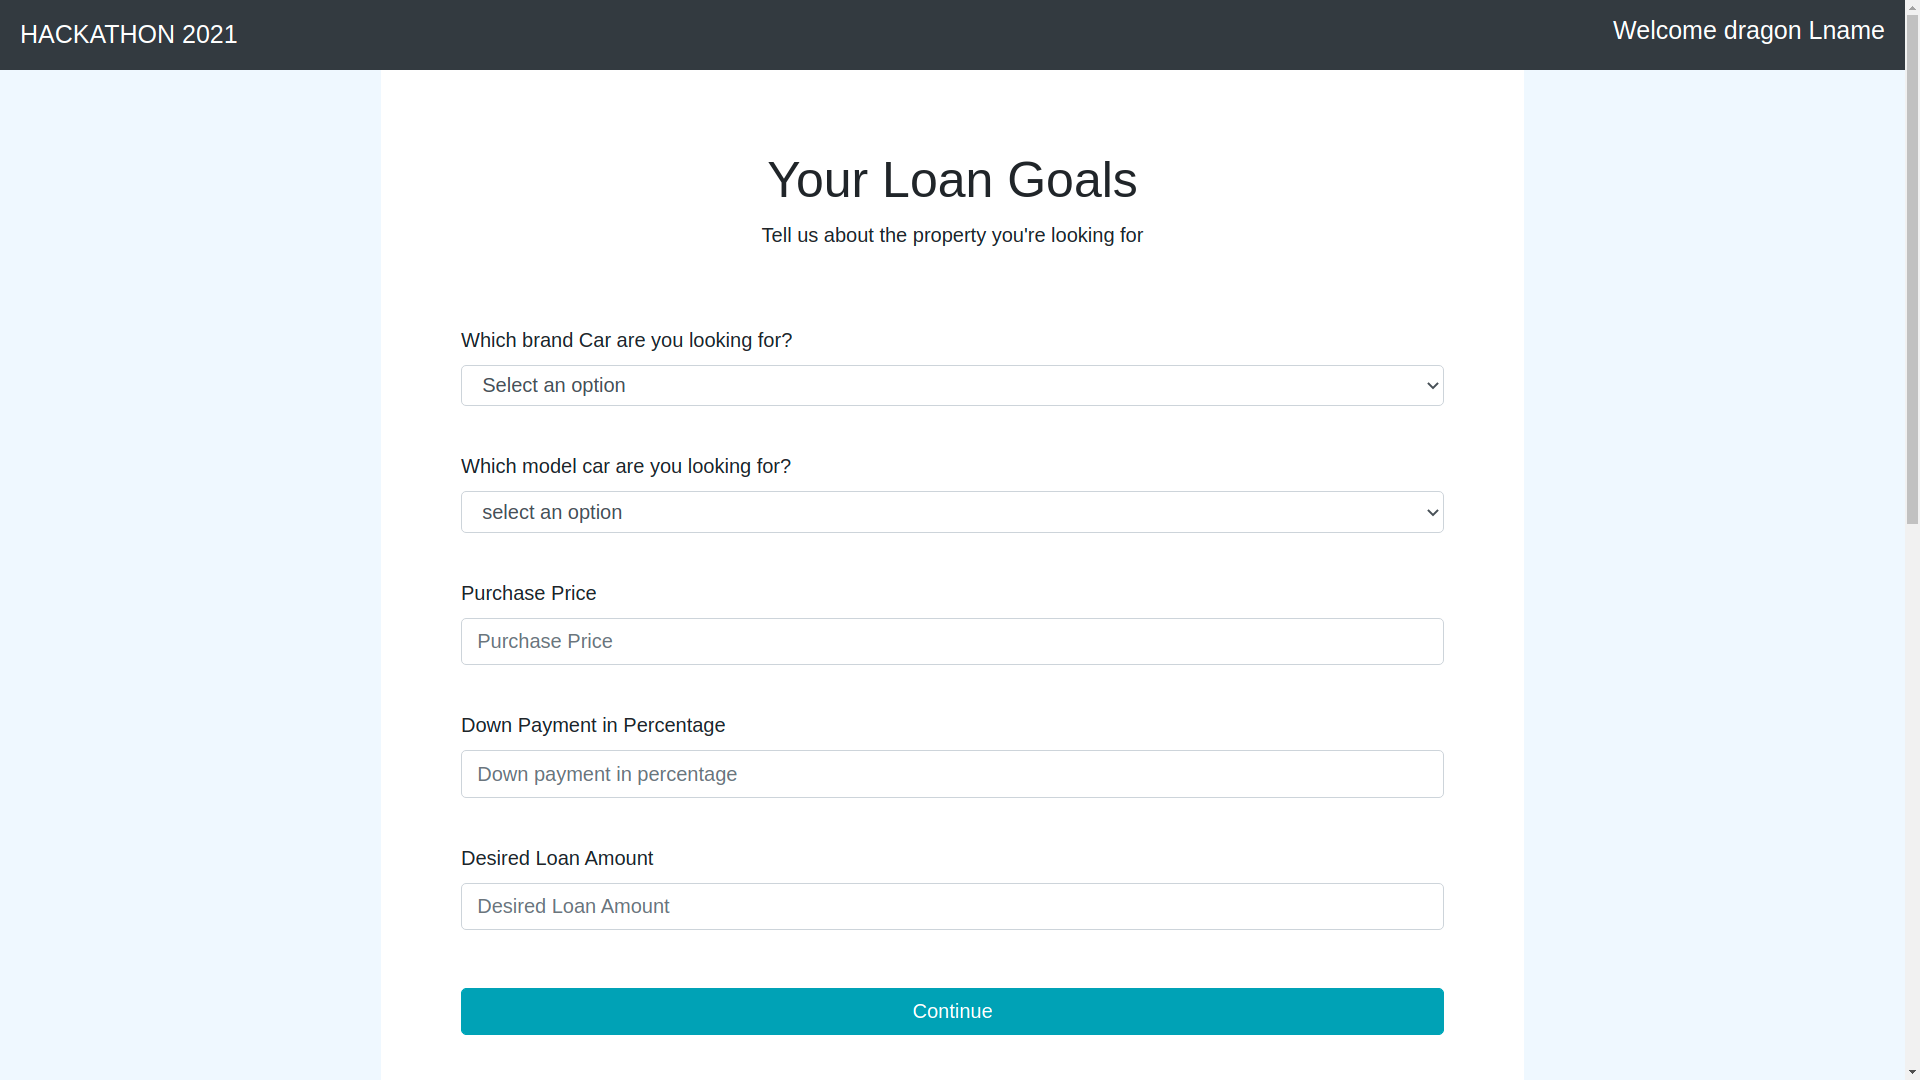 HACKATHON 2021
Welcome dragon Lname
Your Loan Goals
Tell us about the property you're looking for
Which brand Car are you looking for?
Select an option
Which model car are you looking for?
select an option
Purchase Price
Purchase Price
Down Payment in Percentage
Down payment in percentage
Desired Loan Amount
Desired Loan Amount
Continue